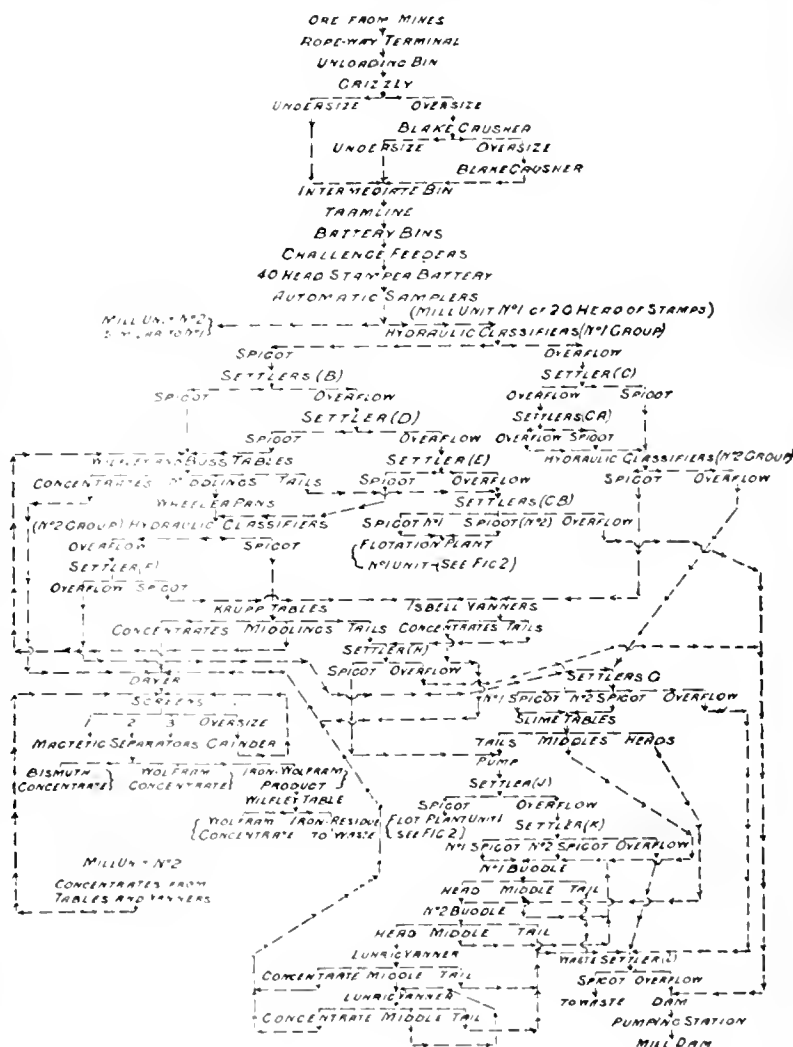 ORE FROM MINES
ROPE-WAY TERMINAL
UNLOADING BIN
GRIZZLY
UNDERSIZE OVERSIZE
BLAKE CRUSHER
UNDERSIZE OVERSIZE
BLAKE CRUSHER
INTERMEDIATE BIN
TRAMLINE
BATTERY BINS
CHALLENGE FEEDERS
40 HEAD STAMPER BATTERY
AUTOMATIC SAMPLERS
(MILL UNIT Nº1 OF 20 HEAD OF STAMPS)
MILL UNIT Nº2
SIMILAR TO Nº1
HYDRAULIC CLASSIFIERS (Nº1 GROUP)
SPIGOT OVERFLOW
SETTLERS (B) SETTLER (C)
SPIGOT OVERFLOW OVERFLOW SPIGOT
SETTLER (D) SETTLERS (CA)
SPIGOT OVERFLOW OVERFLOW SPIGOT
WILFLEY AND BUSS TABLES SETTLER (E) HYDRAULIC CLASSIFIERS (Nº2 GROUP)
CONCENTRATES MIDDLINGS TAILS SPIGOT OVERFLOW SPIGOT OVERFLOW
WHEELER PANS SETTLERS (CB)
(Nº2 GROUP) HYDRAULIC CLASSIFIERS SPIGOT Nº1 SPIGOT (Nº2) OVERFLOW
OVERFLOW SPIGOT FLOTATION PLANT
SETTLER (F) Nº1 UNIT (SEE FIG 2)
OVERFLOW SPIGOT
KRUPP TABLES ISBELL VANNERS
CONCENTRATES MIDDLINGS TAILS CONCENTRATES TAILS
SETTLER (H)
SPIGOT OVERFLOW
DRYER SETTLERS G
SCREENS Nº1 SPIGOT Nº2 SPIGOT OVERFLOW
1 2 3 OVERSIZE SLIME TABLES
MAGTETIC SEPARATORS GRINDER TAILS MIDDLES HEADS
BISMUTH CONCENTRATE WOLFRAM CONCENTRATE IRON-WOLFRAM PRODUCT PUMP
WILFLEY TABLE SETTLER (J)
WOLFRAM CONCENTRATE IRON-RESIDUE TO WASTE SPIGOT OVERFLOW
FLOT PLANT UNIT 1 SEE FIG 2 SETTLER (K)
Nº1 SPIGOT Nº2 SPIGOT OVERFLOW
MILL UNIT Nº2
CONCENTRATES FROM
TABLES AND VANNERS
Nº1 BUDDLE
HEAD MIDDLE TAIL
Nº2 BUDDLE
HEAD MIDDLE TAIL
LUHRIG VANNER WASTE SETTLER (L)
CONCENTRATE MIDDLE TAIL SPIGOT OVERFLOW
LUHRIG VANNER TO WASTE DAM
CONCENTRATE MIDDLE TAIL PUMPING STATION
MILL DAM